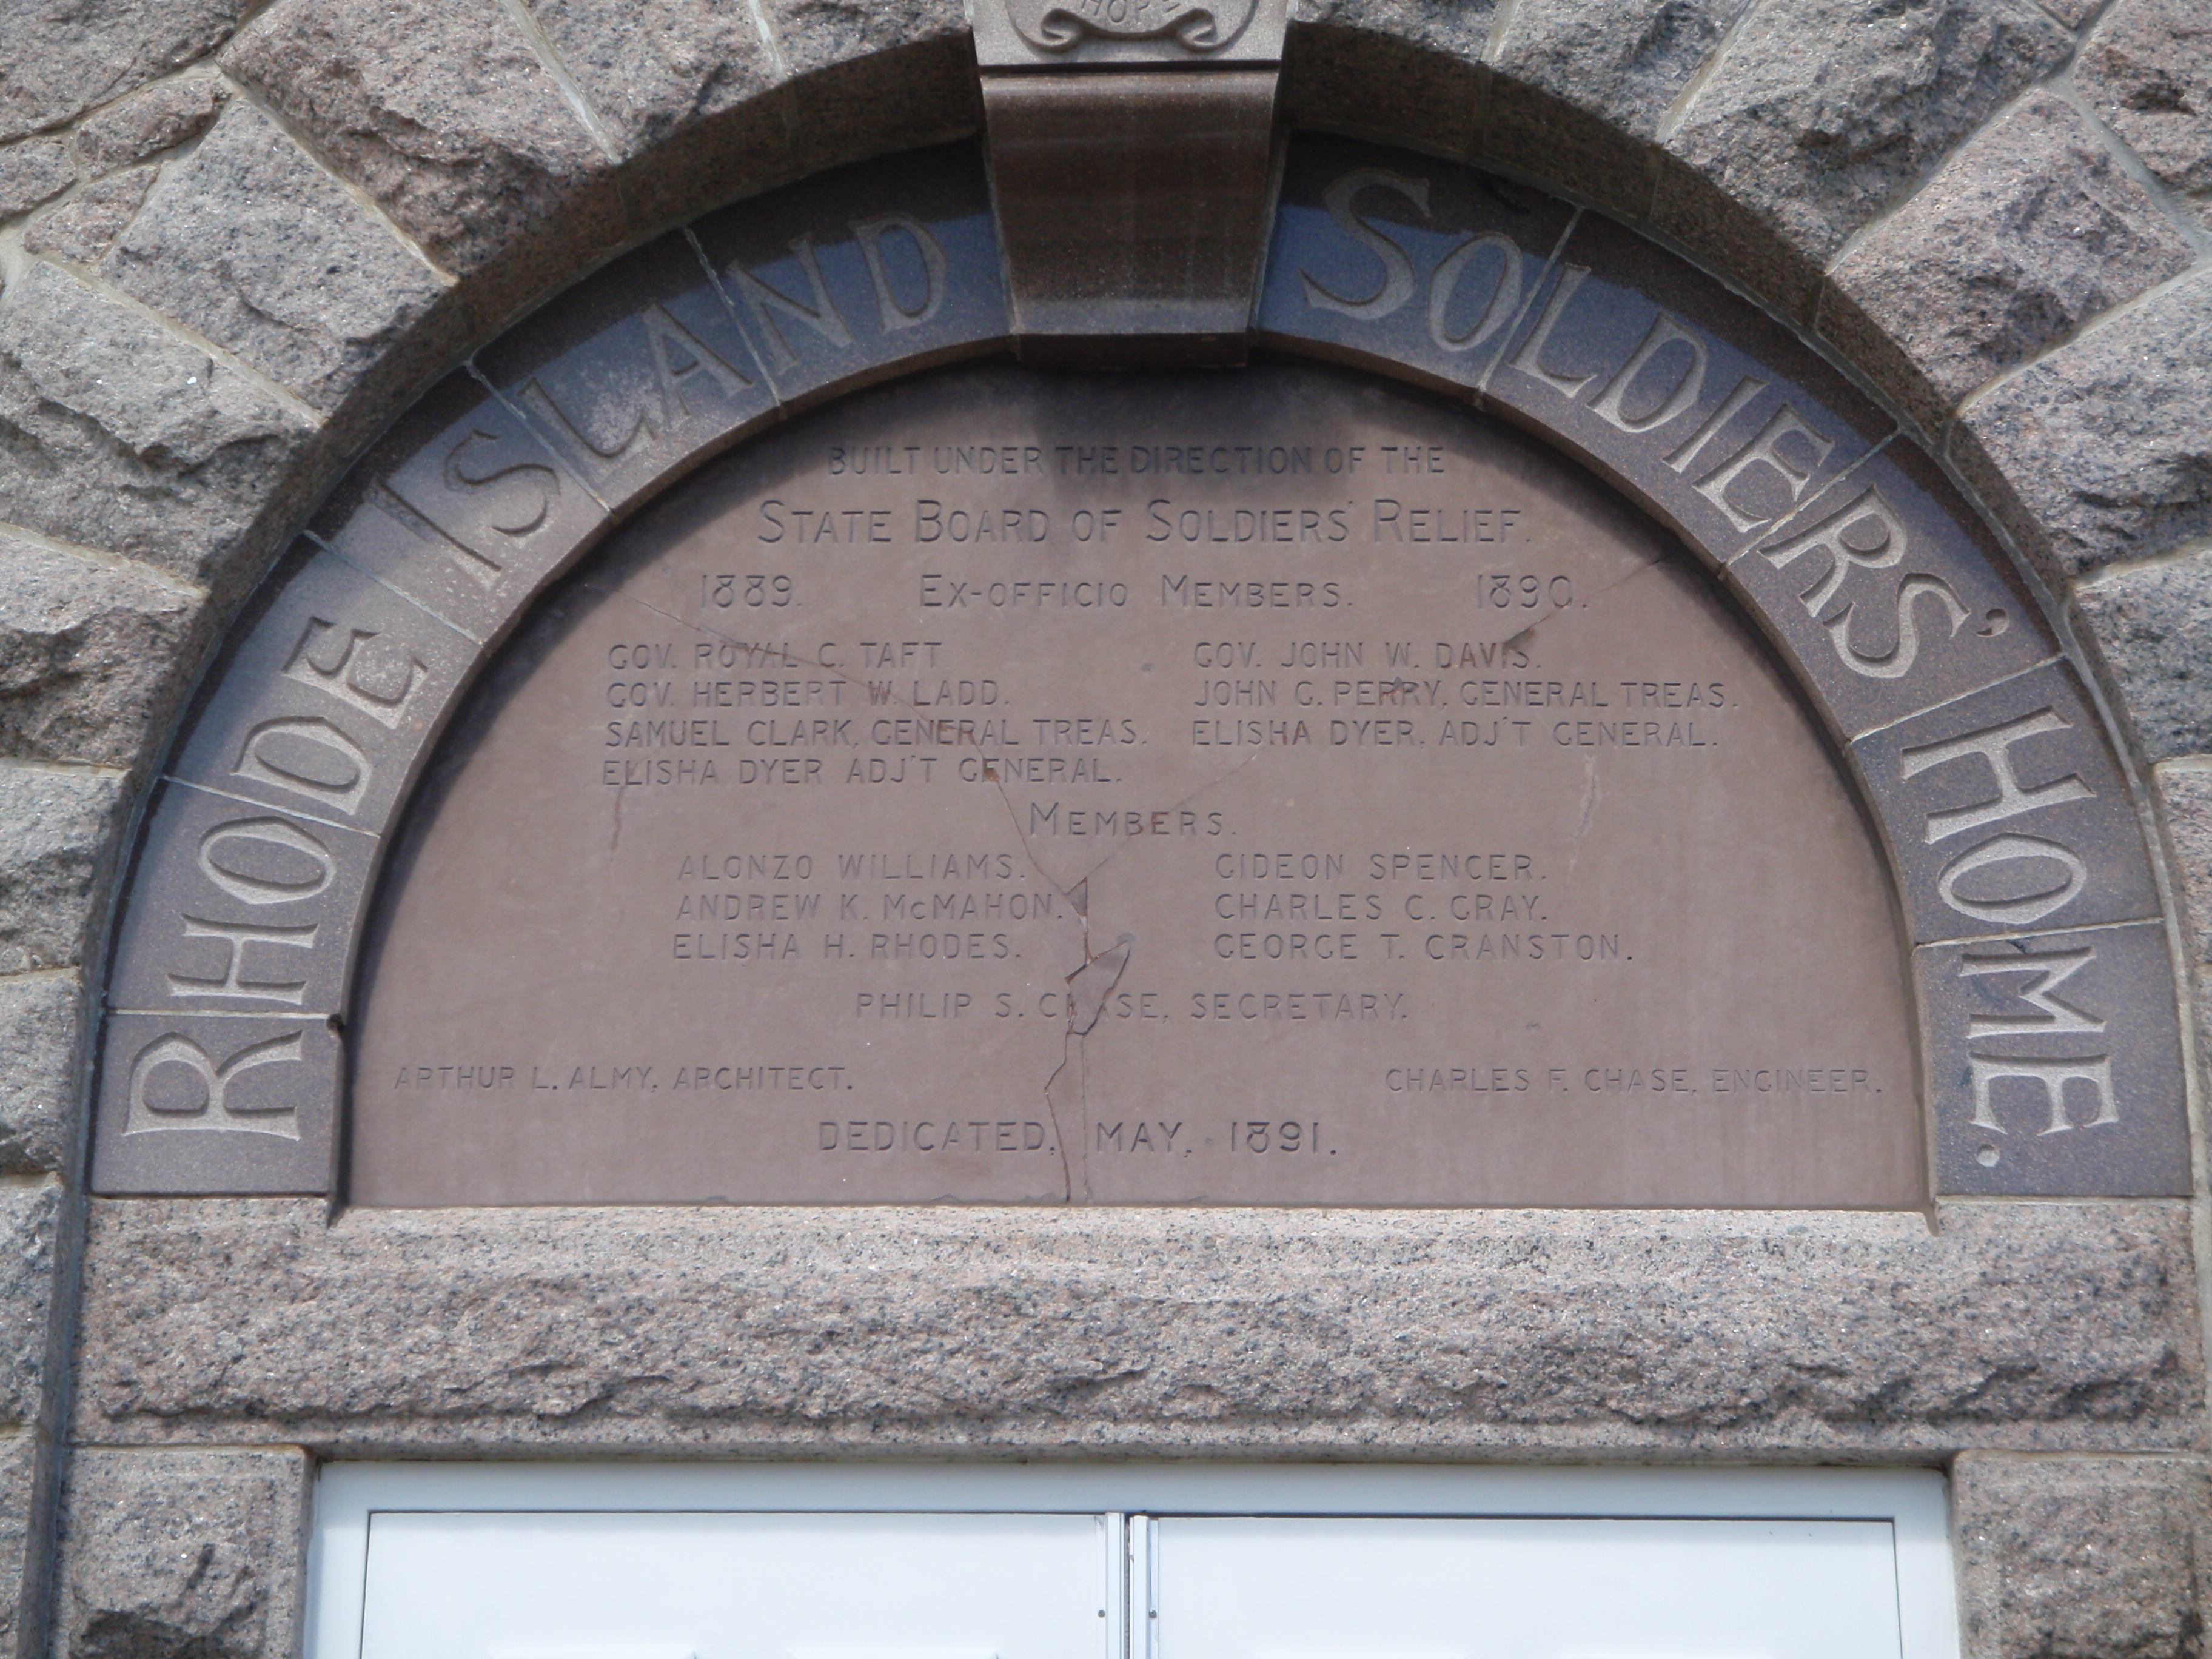 HOPE
RHODE ISLAND SOLDIERS' HOME.
BUILT UNDER THE DIRECTION OF THE
STATE BOARD OF SOLDIERS' RELIEF.
1889. EX-OFFICIO MEMBERS. 1890.
GOV. ROYAL C. TAFT. GOV. JOHN W. DAVIS.
GOV. HERBERT W. LADD. JOHN G. PERRY, GENERAL TREAS.
SAMUEL CLARK, GENERAL TREAS. ELISHA DYER. ADJ'T GENERAL.
ELISHA DYER ADJ'T GENERAL.
MEMBERS.
ALONZO WILLIAMS. GIDEON SPENCER.
ANDREW K. McMAHON. CHARLES C. GRAY.
ELISHA H. RHODES. GEORGE T. CRANSTON.
PHILIP S. CHASE, SECRETARY.
ARTHUR L. ALMY, ARCHITECT. CHARLES F. CHASE, ENGINEER.
DEDICATED, MAY, 1891.